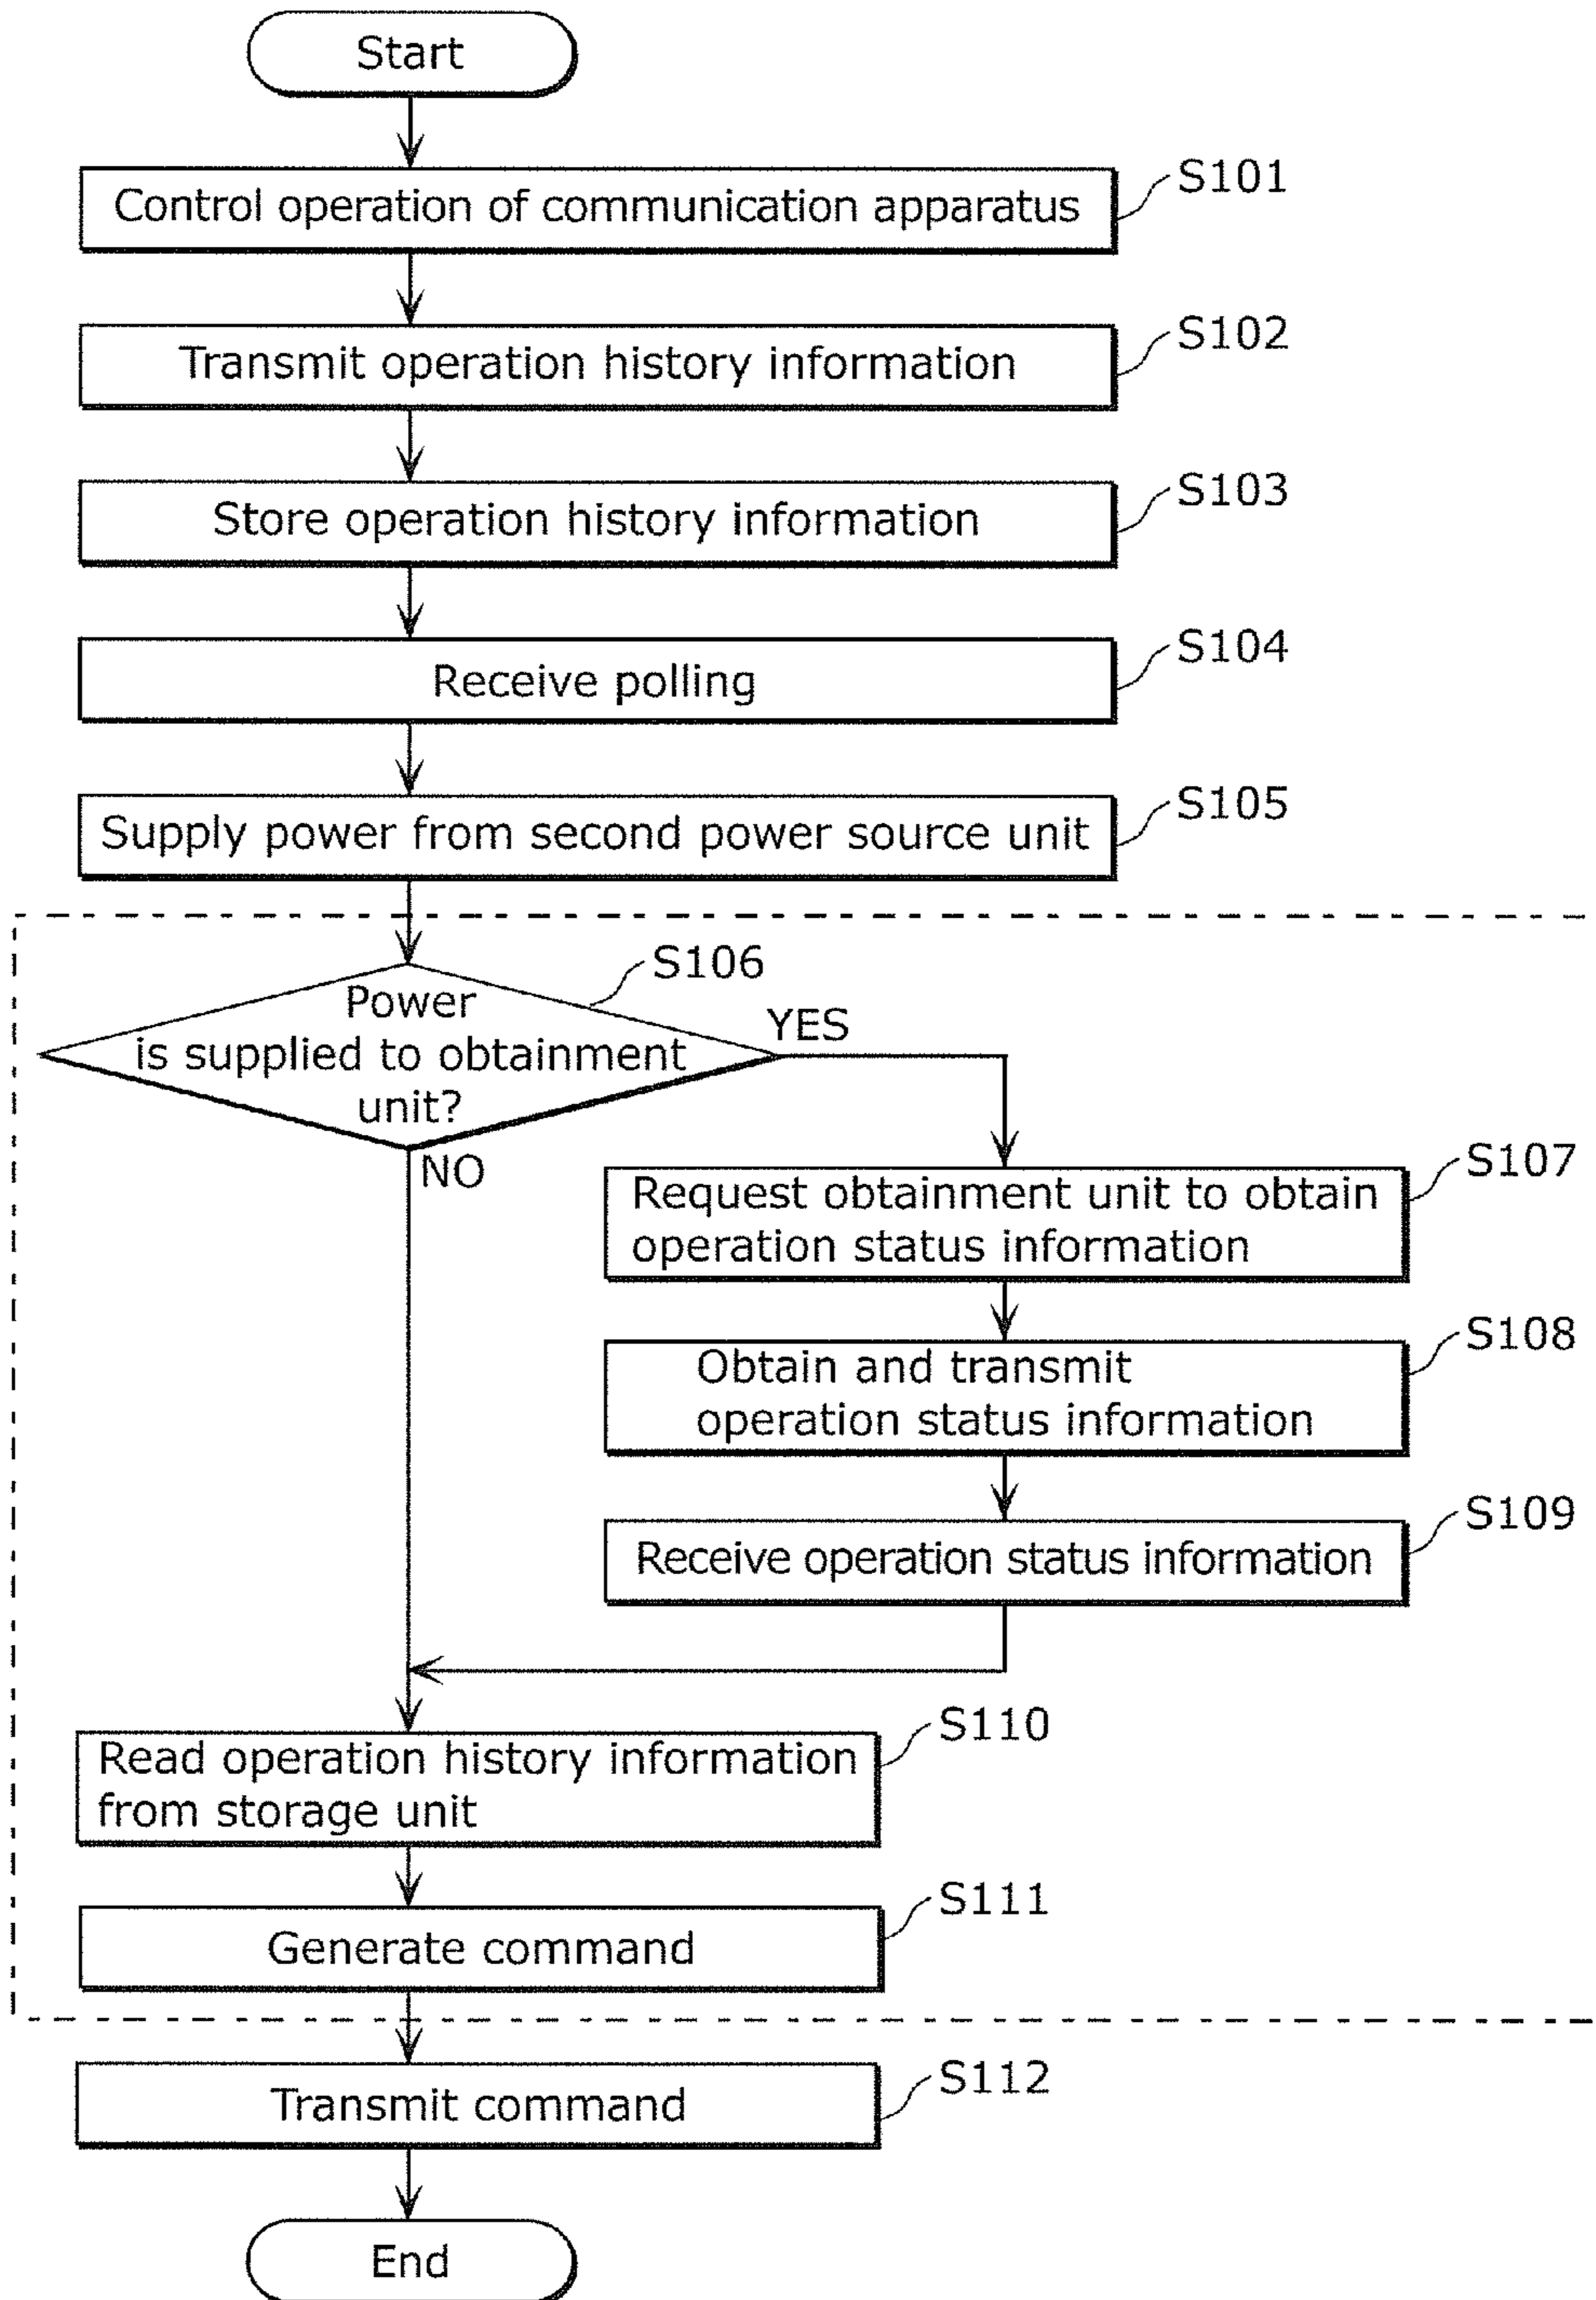 Start
Control operation of communication apparatus
S101
Transmit operation history information
S102
Store operation history information
S103
Receive polling
S104
Supply power from second power source unit
S105
S106
Power
is supplied to obtainment
unit?
YES
NO
Request obtainment unit to obtain
operation status information
S107
Obtain and transmit
operation status information
S108
Receive operation status information
S109
Read operation history information
from storage unit
S110
Generate command
S111
Transmit command
S112
End